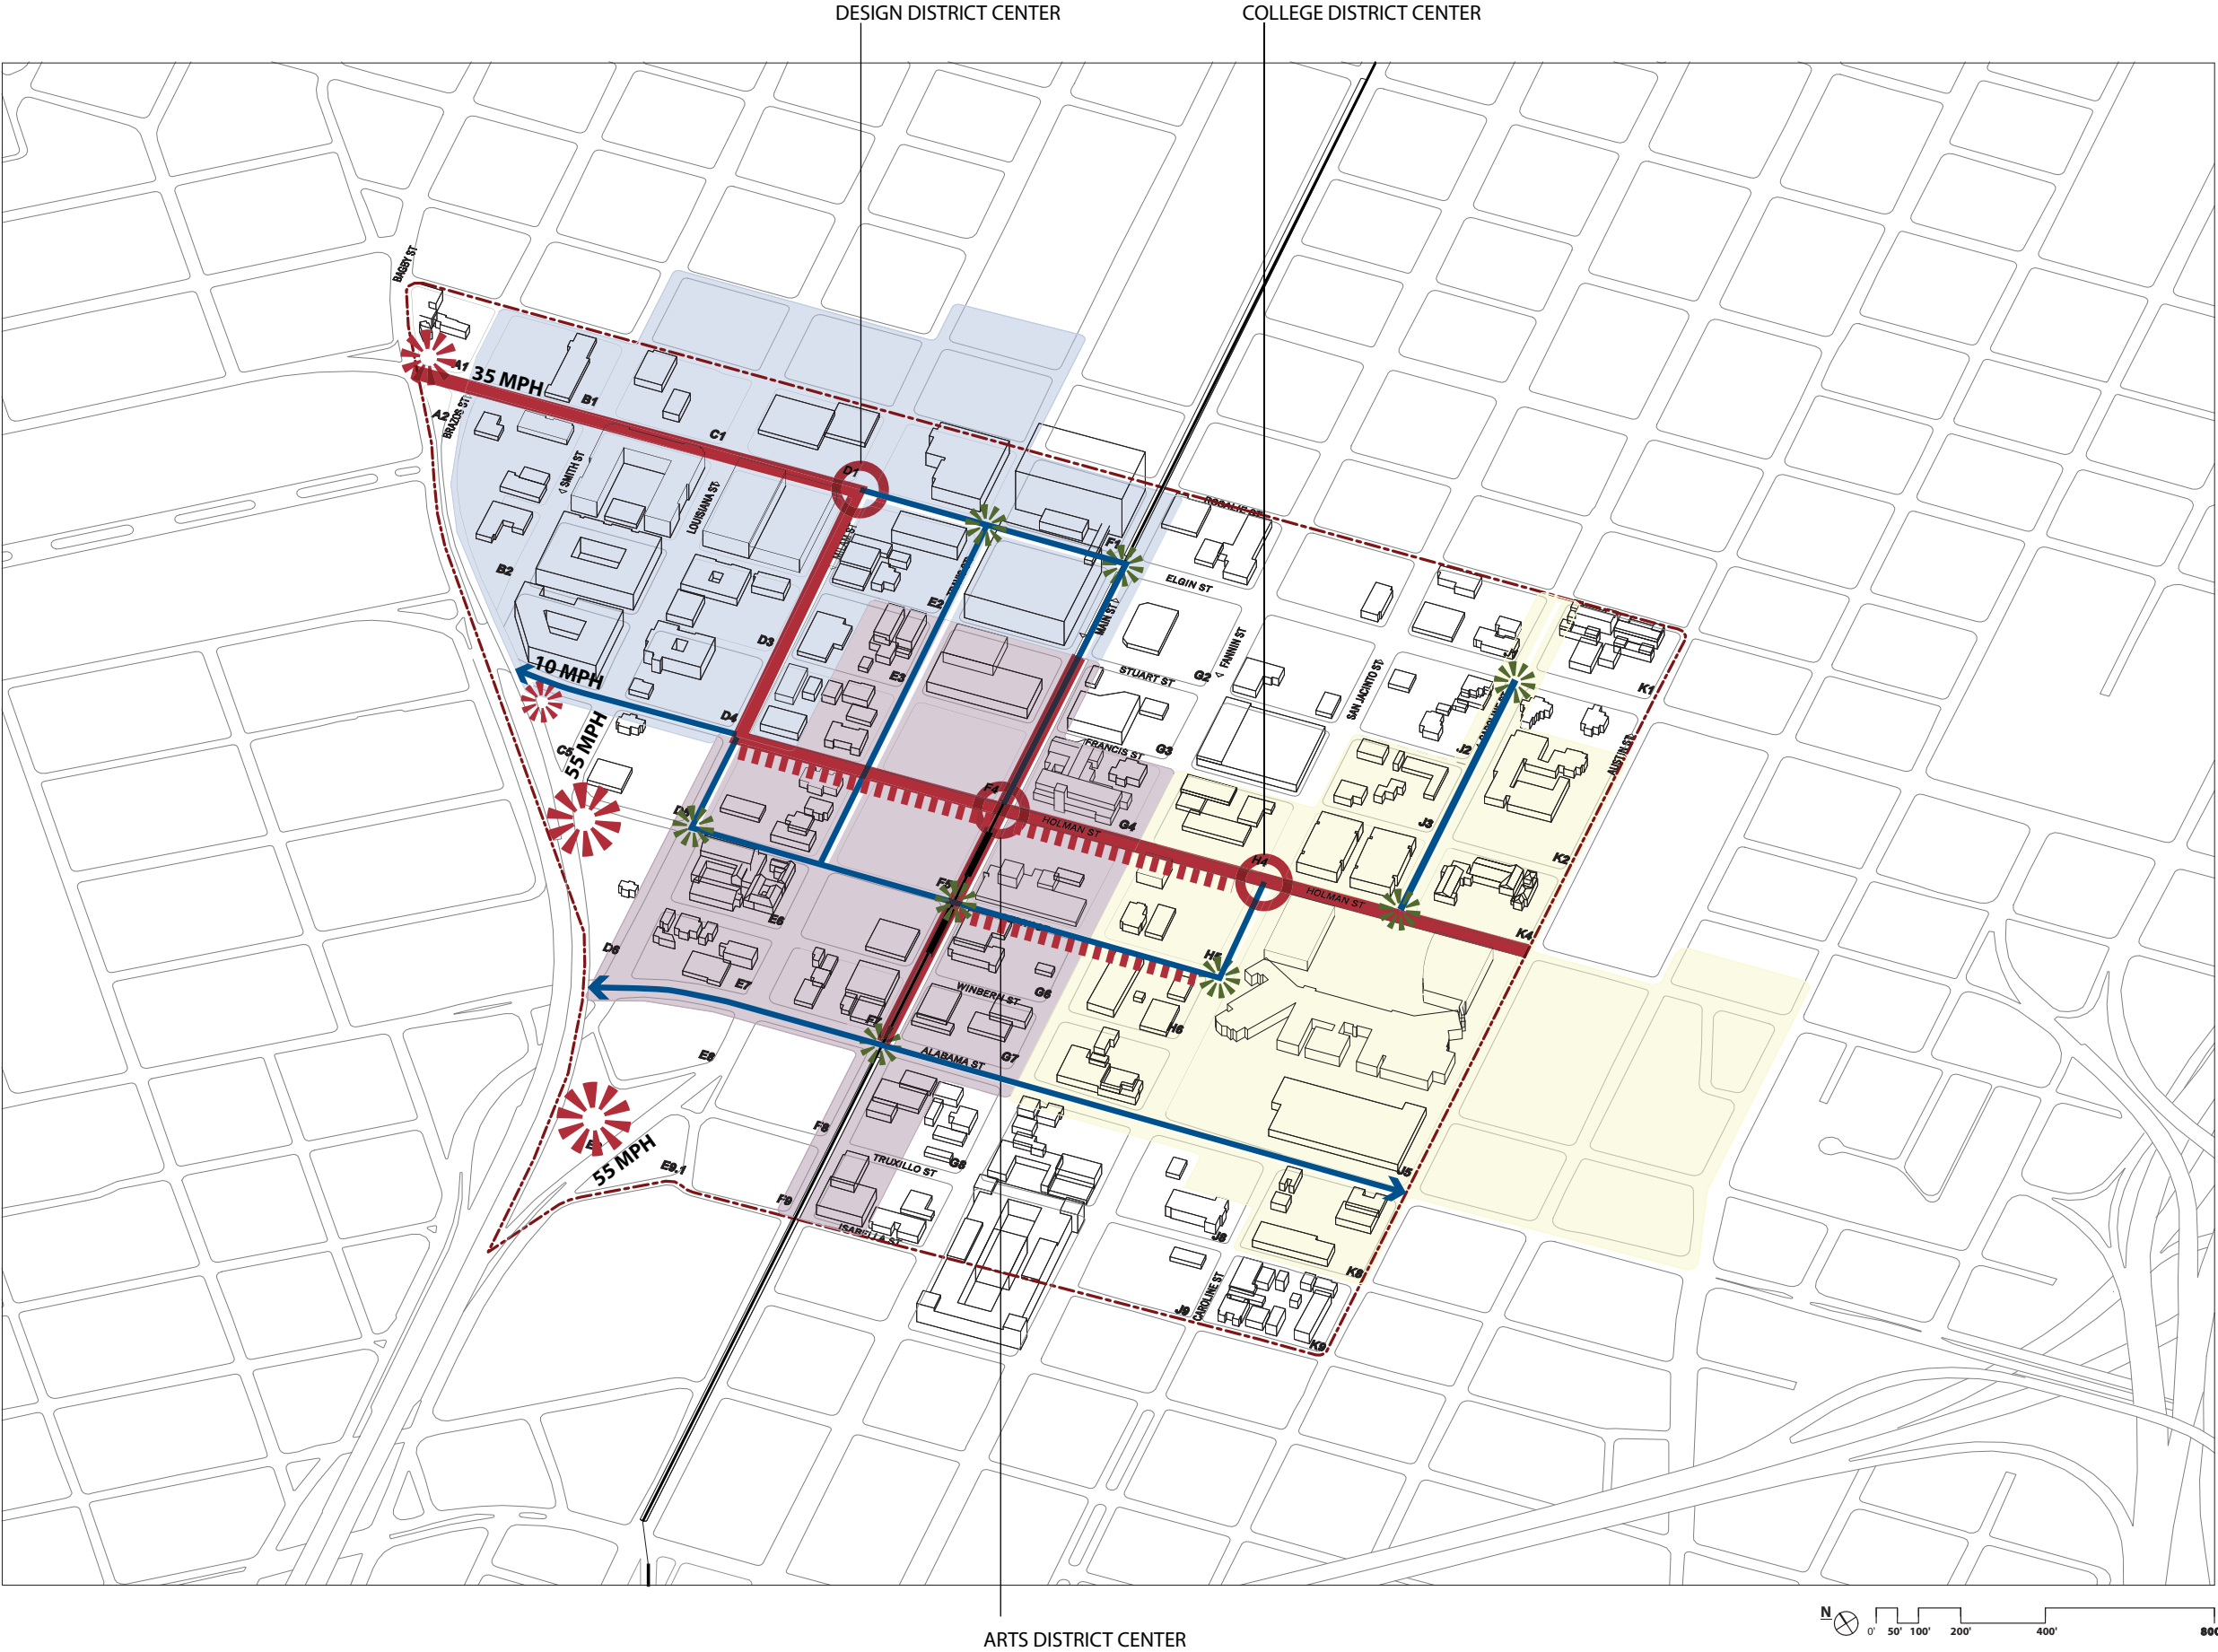 DESIGN DISTRICT CENTER
COLLEGE DISTRICT CENTER
BAGBY ST
A1
35 MPH
A2
BRAZOS ST
B1
C1
D1
SMITH ST
LOUISIANA ST
ROSALIE ST
F1
ELGIN ST
B2
E2
MAIN ST
D3
E3
STUART ST
G2
FANNIN ST
SAN JACINTO ST
K1
10 MPH
D4
55 MPH
C5
FRANCIS ST
G3
J2
CAROLINE ST
AUSTIN ST
D5
F4
HOLMAN ST
G4
J3
H4
HOLMAN ST
K2
F5
E6
K4
D6
H5
E7
WINBERN ST
G6
H6
F7
E8
ALABAMA ST
G7
F8
55 MPH
E9.1
TRUXILLO ST
G8
J5
F9
ISABELLA ST
J8
K8
J9
CAROLINE ST
K9
ARTS DISTRICT CENTER
N
0' 50' 100' 200' 400'